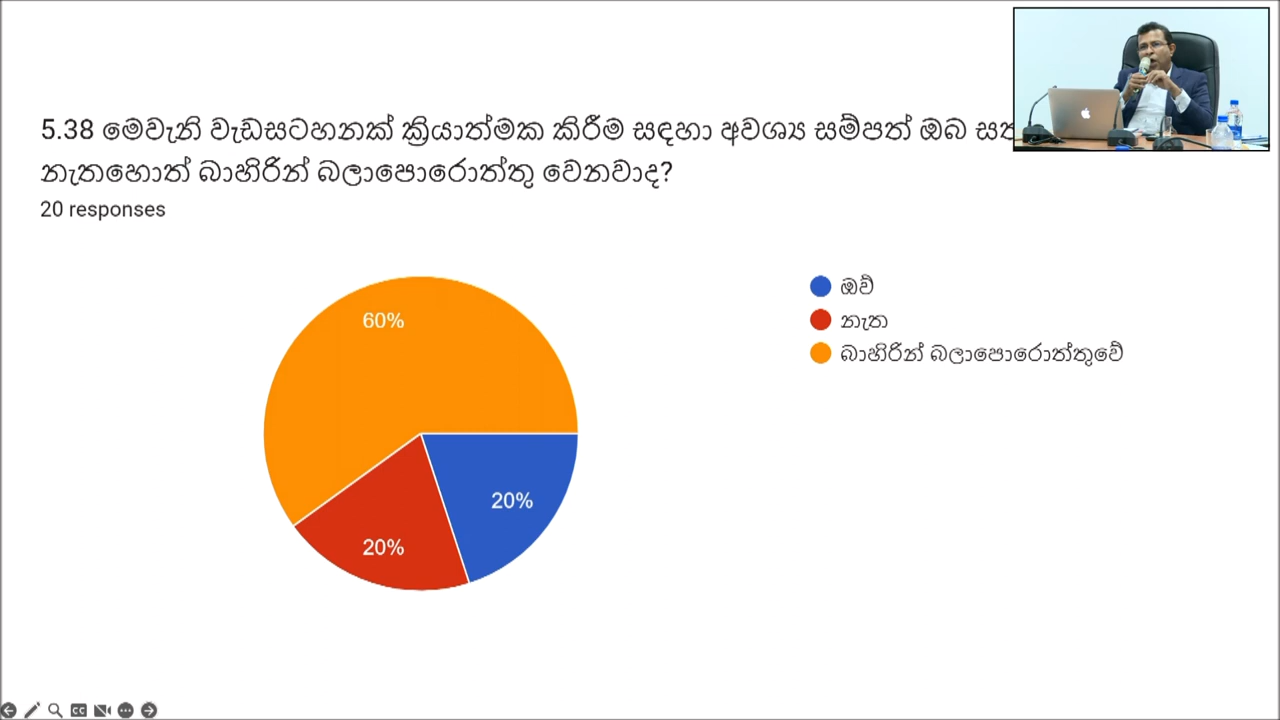 5.38 මෙවැනි වැඩසටහනක් ක්‍රියාත්මක කිරීම සඳහා අවශ්‍ය සම්පත් ඔබ
නැතහොත් බාහිරින් බලාපොරොත්තු වෙනවාද?
20 responses
60%
20%
20%
ඔව්
නැත
බාහිරින් බලාපොරොත්තුවේ
CC